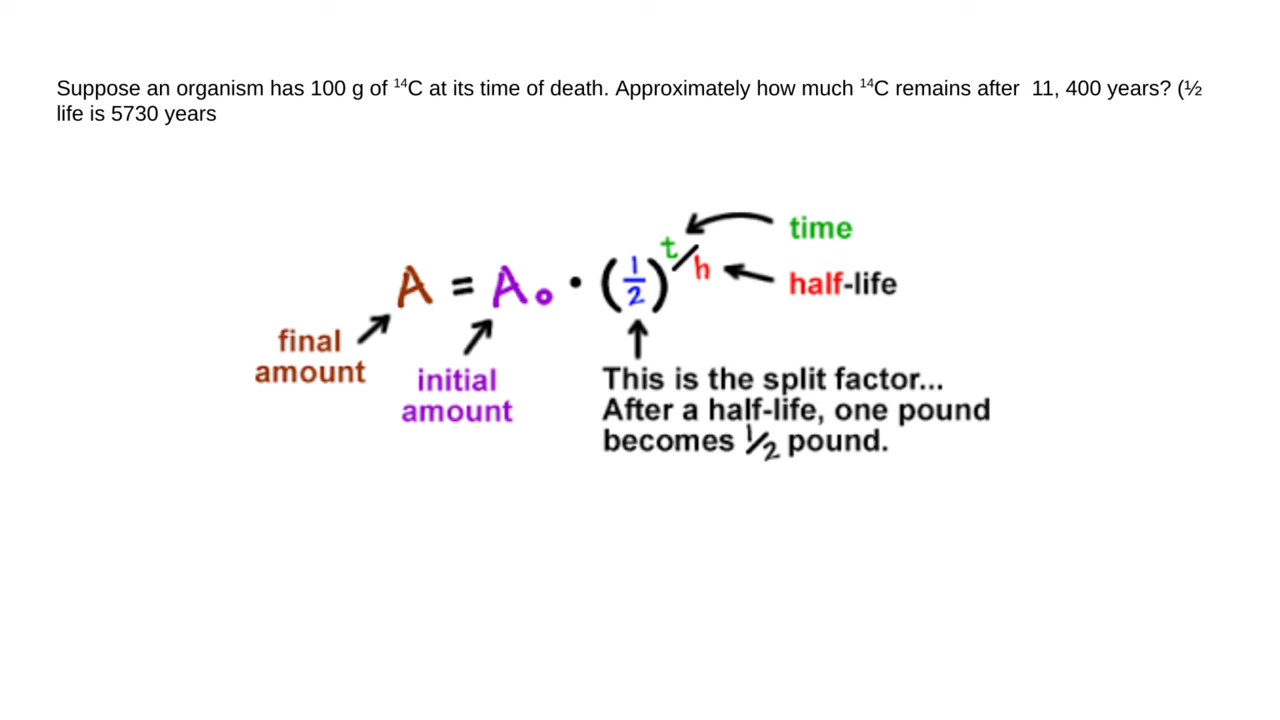 Suppose an organism has 100 g of ¹⁴C at its time of death. Approximately how much ¹⁴C remains after  11, 400 years? (½
life is 5730 years
time
A = A₀ · (1/2)^t/h
half-life
final
amount
initial
amount
This is the split factor...
After a half-life, one pound
becomes 1/2 pound.